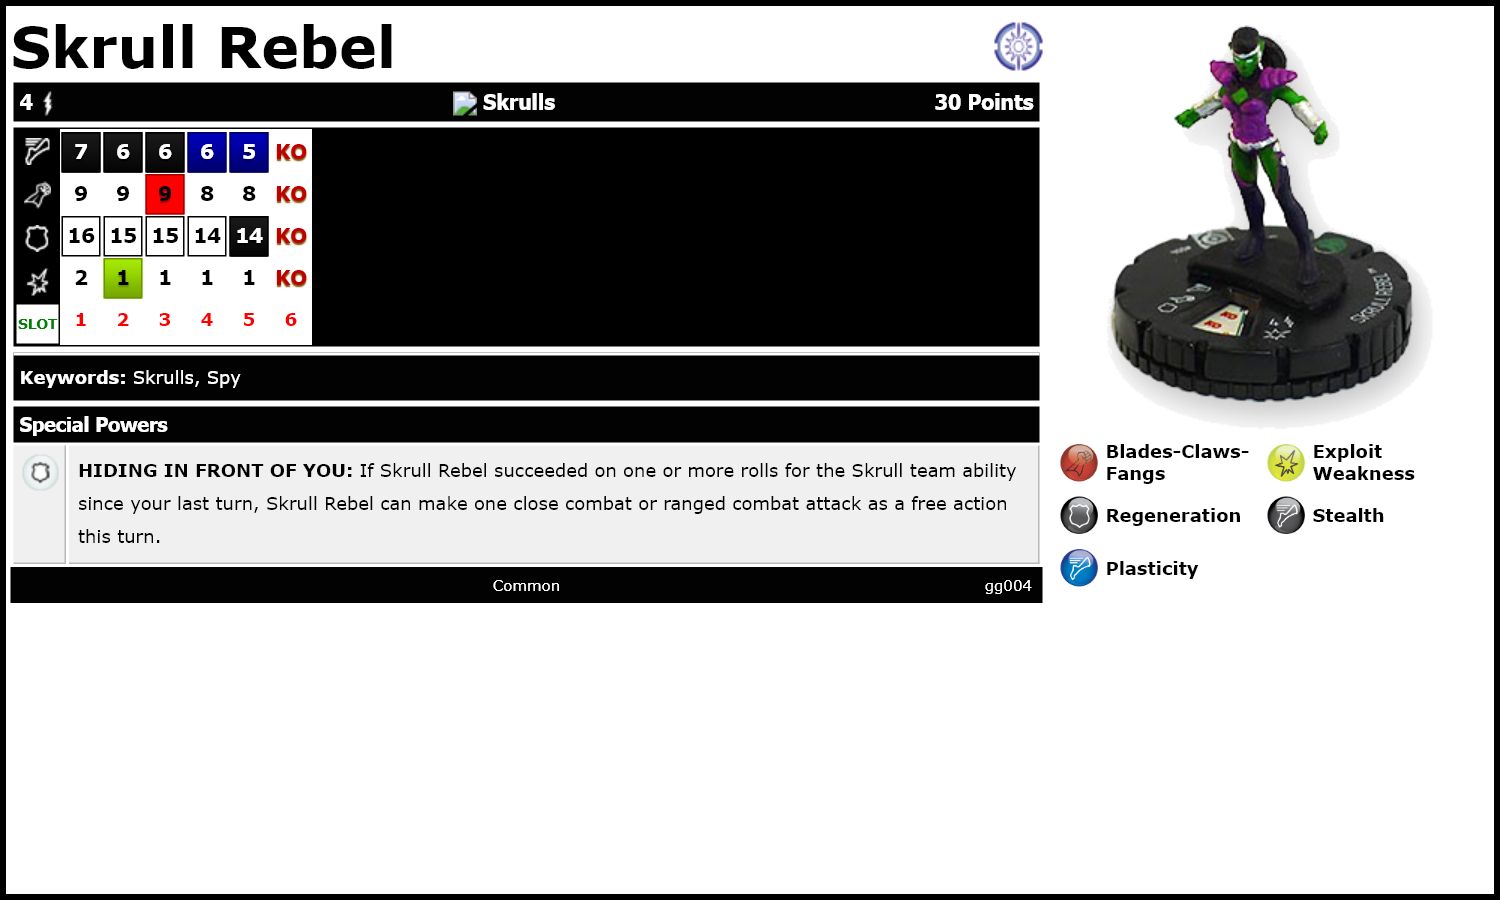 Skrull Rebel
4 Skrulls 30 Points
7 6 6 6 5 KO
9 9 9 8 8 KO
16 15 15 14 14 KO
2 1 1 1 1 KO
SLOT 1 2 3 4 5 6
Keywords: Skrulls, Spy
Special Powers
HIDING IN FRONT OF YOU: If Skrull Rebel succeeded on one or more rolls for the Skrull team ability
since your last turn, Skrull Rebel can make one close combat or ranged combat attack as a free action
this turn.
Common gg004
SKRULL REBEL
KO
KO
Blades-Claws-
Fangs
Exploit
Weakness
Regeneration
Stealth
Plasticity